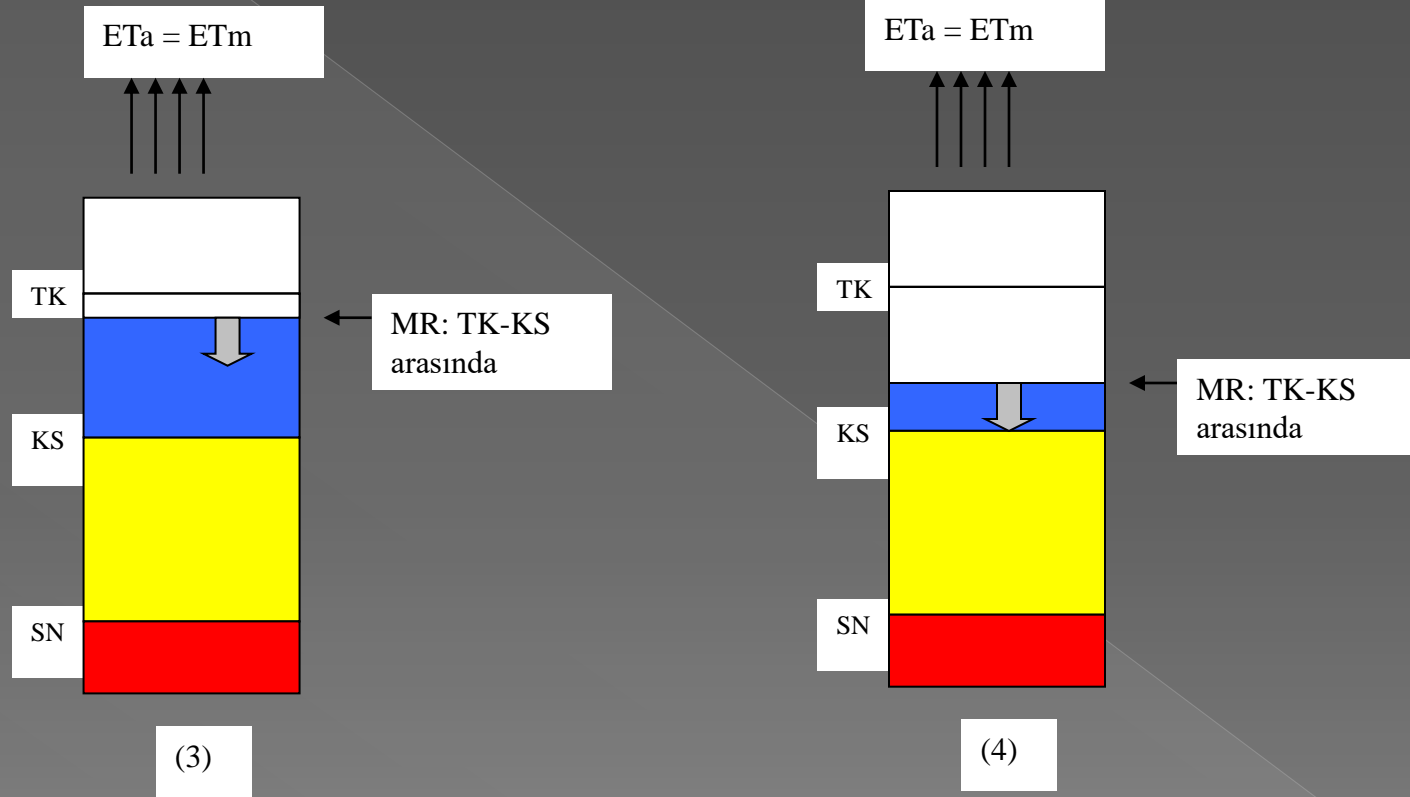 ETa = ETm
TK
MR: TK-KS
arasında
KS
SN
(3)
ETa = ETm
TK
MR: TK-KS
arasında
KS
SN
(4)